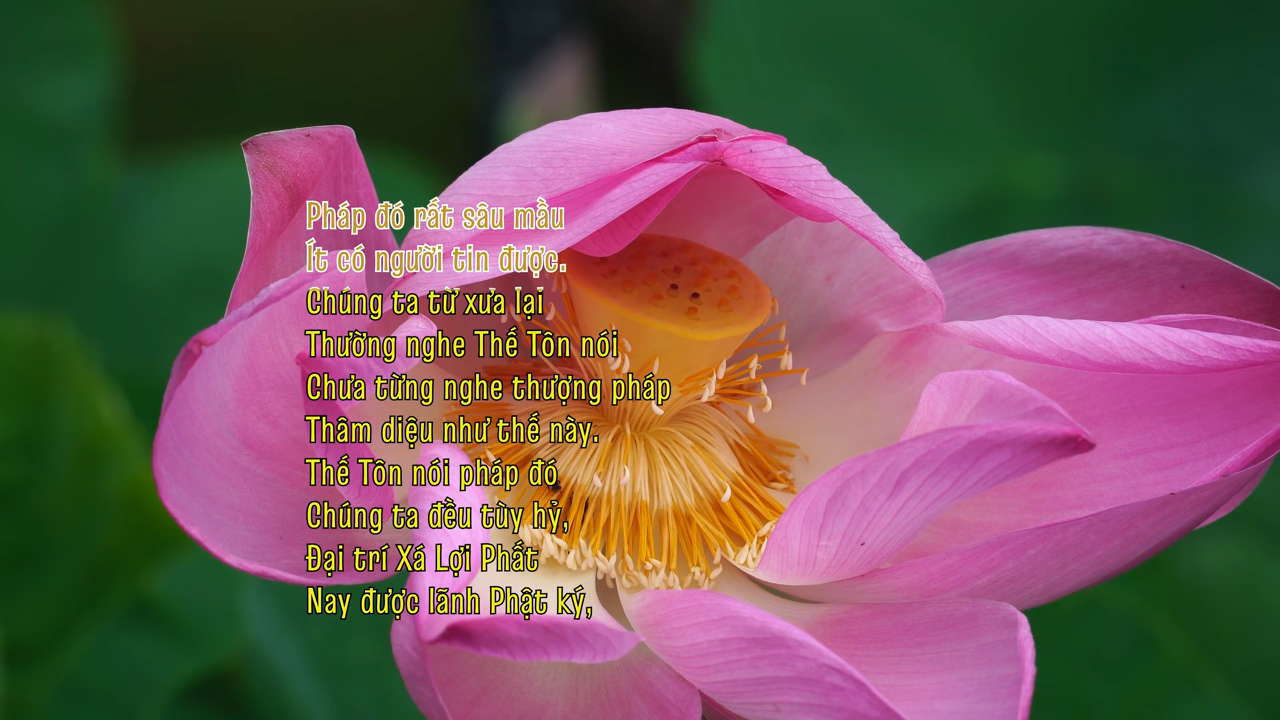 Pháp đó rất sâu mầu
Ít có người tin được.
Chúng ta từ xưa lại
Thường nghe Thế Tôn nói
Chưa từng nghe thượng pháp
Thâm diệu như thế này.
Thế Tôn nói pháp đó
Chúng ta đều tùy hỷ,
Đại trí Xá Lợi Phất
Nay được lãnh Phật ký,